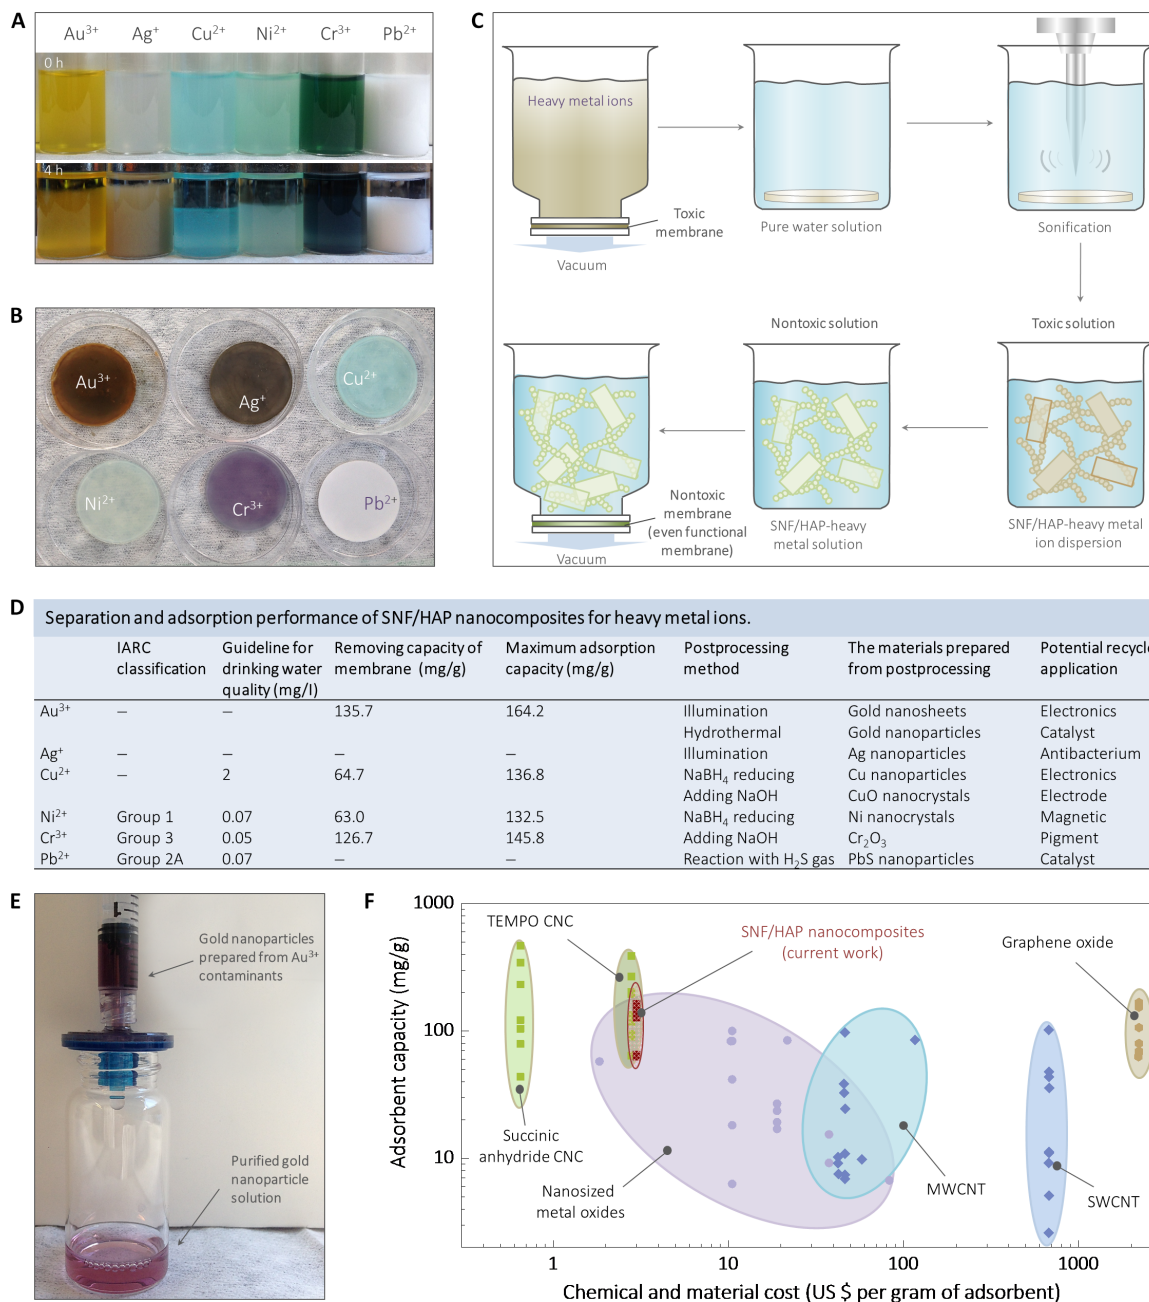 A
Au³⁺ Ag⁺ Cu²⁺ Ni²⁺ Cr³⁺ Pb²⁺
0 h
4 h
B
Au³⁺
Ag⁺
Cu²⁺
Ni²⁺
Cr³⁺
Pb²⁺
C
Heavy metal ions
Toxic
membrane
Vacuum
Pure water solution
Sonification
Nontoxic solution
Toxic solution
Nontoxic
membrane
(even functional
membrane)
Vacuum
SNF/HAP-heavy
metal solution
SNF/HAP-heavy metal
ion dispersion
D
Separation and adsorption performance of SNF/HAP nanocomposites for heavy metal ions.
IARC Guideline for Removing capacity of Maximum adsorption Postprocessing The materials prepared Potential recycle
classification drinking water membrane (mg/g) capacity (mg/g) method from postprocessing application
quality (mg/l)
Au³⁺ – – 135.7 164.2 Illumination Gold nanosheets Electronics
Hydrothermal Gold nanoparticles Catalyst
Ag⁺ – – – – Illumination Ag nanoparticles Antibacterium
Cu²⁺ – 2 64.7 136.8 NaBH₄ reducing Cu nanoparticles Electronics
Adding NaOH CuO nanocrystals Electrode
Ni²⁺ Group 1 0.07 63.0 132.5 NaBH₄ reducing Ni nanocrystals Magnetic
Cr³⁺ Group 3 0.05 126.7 145.8 Adding NaOH Cr₂O₃ Pigment
Pb²⁺ Group 2A 0.07 – – Reaction with H₂S gas PbS nanoparticles Catalyst
E
1
Gold nanoparticles
prepared from Au³⁺
contaminants
Purified gold
nanoparticle
solution
F
Adsorbent capacity (mg/g)
1000
100
10
TEMPO CNC
SNF/HAP nanocomposites
(current work)
Graphene oxide
Succinic
anhydride CNC
Nanosized
metal oxides
MWCNT
SWCNT
1 10 100 1000
Chemical and material cost (US $ per gram of adsorbent)